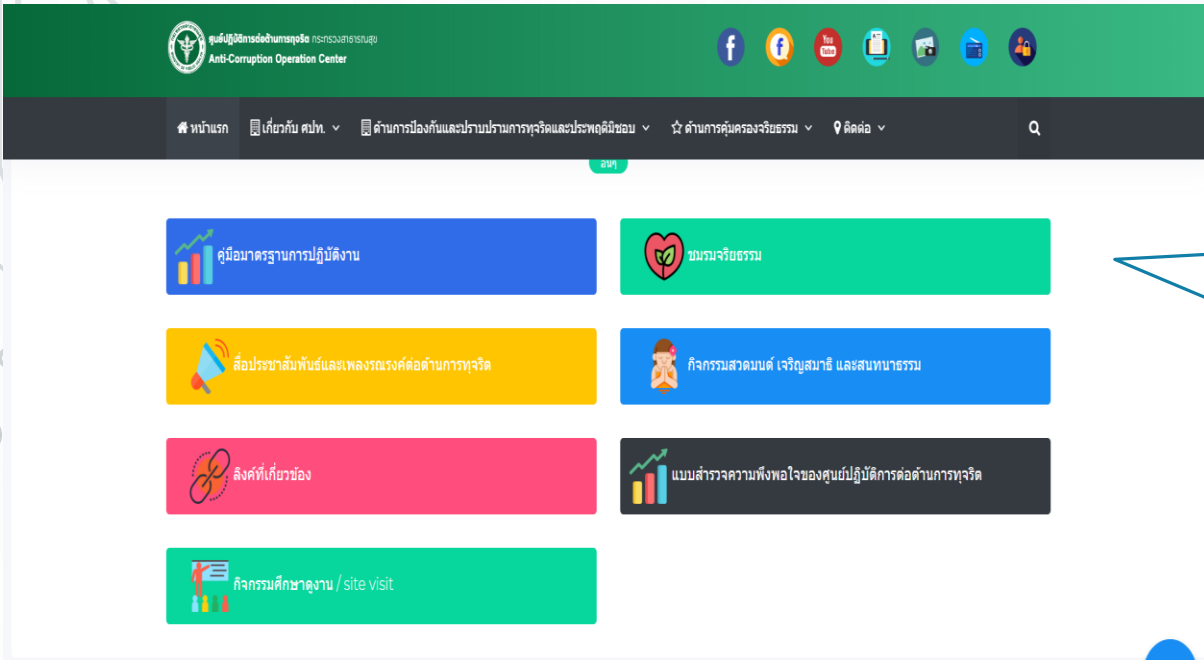 ศูนย์ปฏิบัติการต่อต้านการทุจริต กระทรวงสาธารณสุข
Anti-Corruption Operation Center
You
Tube
หน้าแรก เกี่ยวกับ ศปท. ด้านการป้องกันและปราบปรามการทุจริตและประพฤติมิชอบ ด้านการคุ้มครองจริยธรรม ติดต่อ
อื่นๆ
คู่มือมาตรฐานการปฏิบัติงาน
ชมรมจริยธรรม
สื่อประชาสัมพันธ์และเพลงรณรงค์ต่อต้านการทุจริต
กิจกรรมสวดมนต์ เจริญสมาธิ และสนทนาธรรม
ลิงค์ที่เกี่ยวข้อง
แบบสำรวจความพึงพอใจของศูนย์ปฏิบัติการต่อต้านการทุจริต
กิจกรรมศึกษาดูงาน / site visit